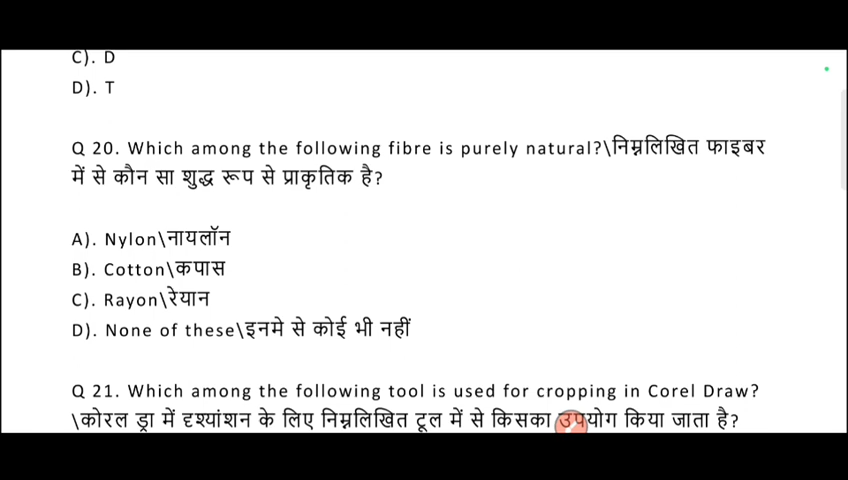 C). D
D). T
Q 20. Which among the following fibre is purely natural?\निम्नलिखित फाइबर
में से कौन सा शुद्ध रूप से प्राकृतिक है?
A). Nylon\नायलॉन
B). Cotton\कपास
C). Rayon\रेयान
D). None of these\इनमे से कोई भी नहीं
Q 21. Which among the following tool is used for cropping in Corel Draw?
\कोरल ड्रा में दृश्यांशन के लिए निम्नलिखित टूल में से किसका उपयोग किया जाता है?